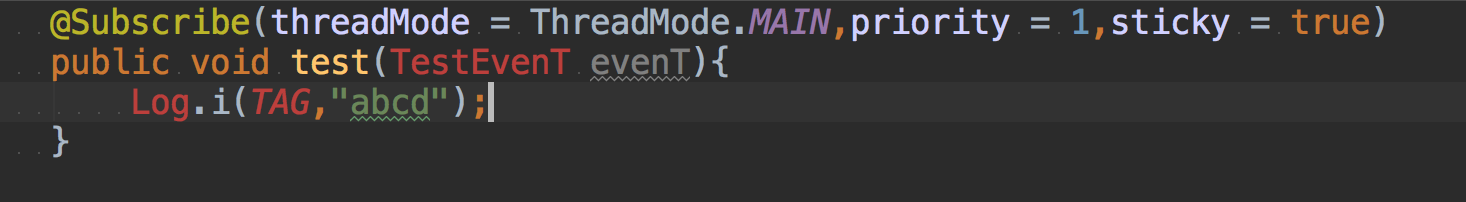 @Subscribe(threadMode = ThreadMode.MAIN,priority = 1,sticky = true)
public void test(TestEvenT evenT){
Log.i(TAG,"abcd");
}